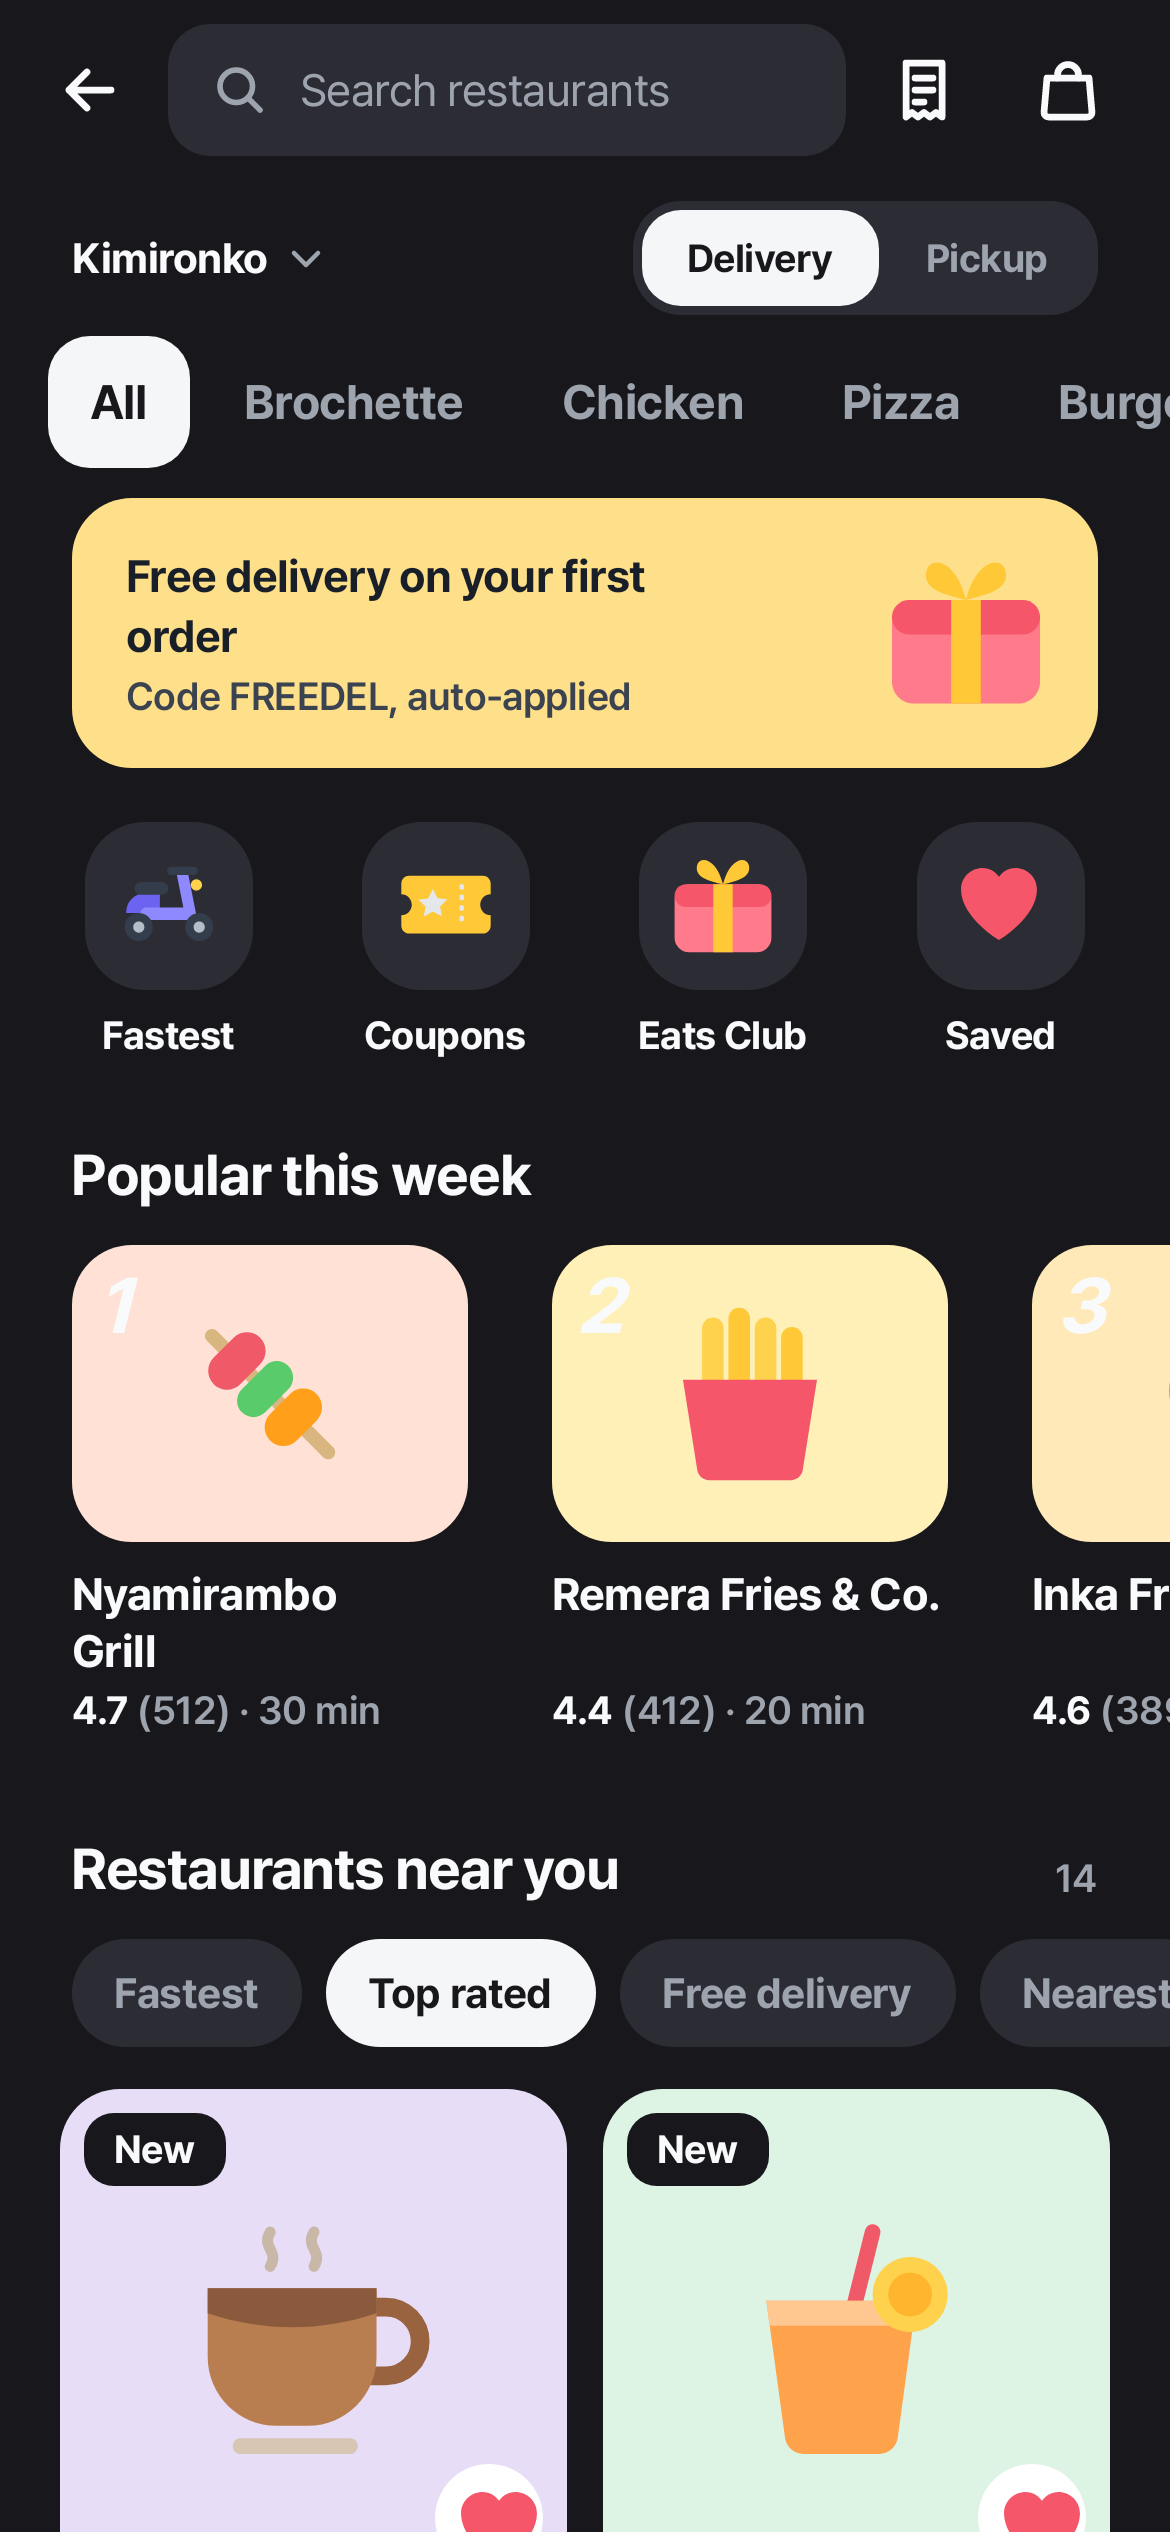 Search restaurants
Kimironko
Delivery
Pickup
All
Brochette
Chicken
Pizza
Free delivery on your first
order
Code FREEDEL, auto-applied
Fastest
Coupons
Eats Club
Saved
Popular this week
1
2
3
Nyamirambo
Grill
4.7 (512) · 30 min
Remera Fries & Co.
4.4 (412) · 20 min
Inka
4.6
Restaurants near you
14
Fastest
Top rated
Free delivery
Nearest
New
New